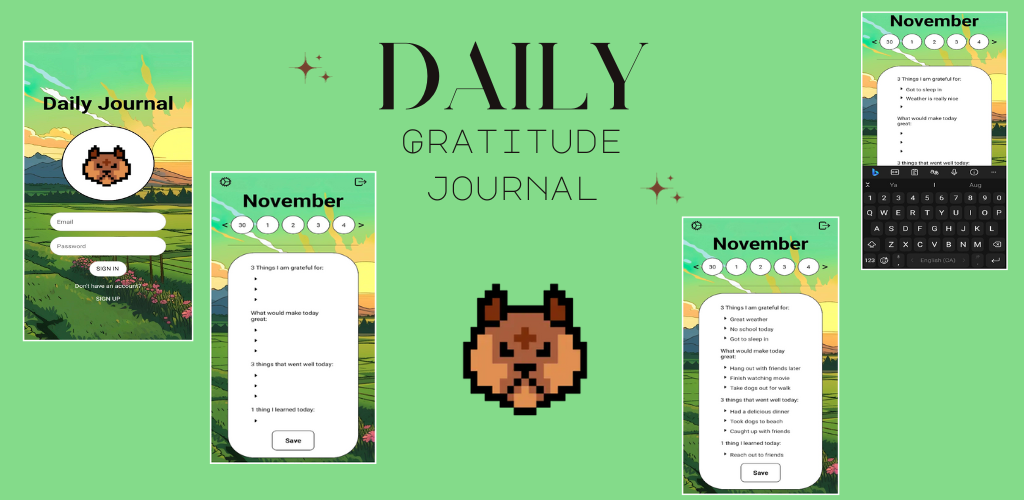 DAILY
GRATITUDE
JOURNAL
Daily Journal
Email
Password
SIGN IN
Don't have an account?
SIGN UP
November
< 30 1 2 3 4 >
3 Things I am grateful for:
What would make today
great:
3 things that went well today:
1 thing I learned today:
Save
November
< 30 1 2 3 4 >
3 Things I am grateful for:
Great weather
No school today
Got to sleep in
What would make today
great:
Hang out with friends later
Finish watching movie
Take dogs out for walk
3 things that went well today:
Had a delicious dinner
Took dogs to beach
Caught up with friends
1 thing I learned today:
Reach out to friends
Save
November
< 30 1 2 3 4 >
3 Things I am grateful for:
Got to sleep in
Weather is really nice
What would make today
great:
3 things that went well today:
Ya I Aug
1 2 3 4 5 6 7 8 9 0
Q W E R T Y U I O P
A S D F G H J K L
Z X C V B N M
123 , English (CA) .